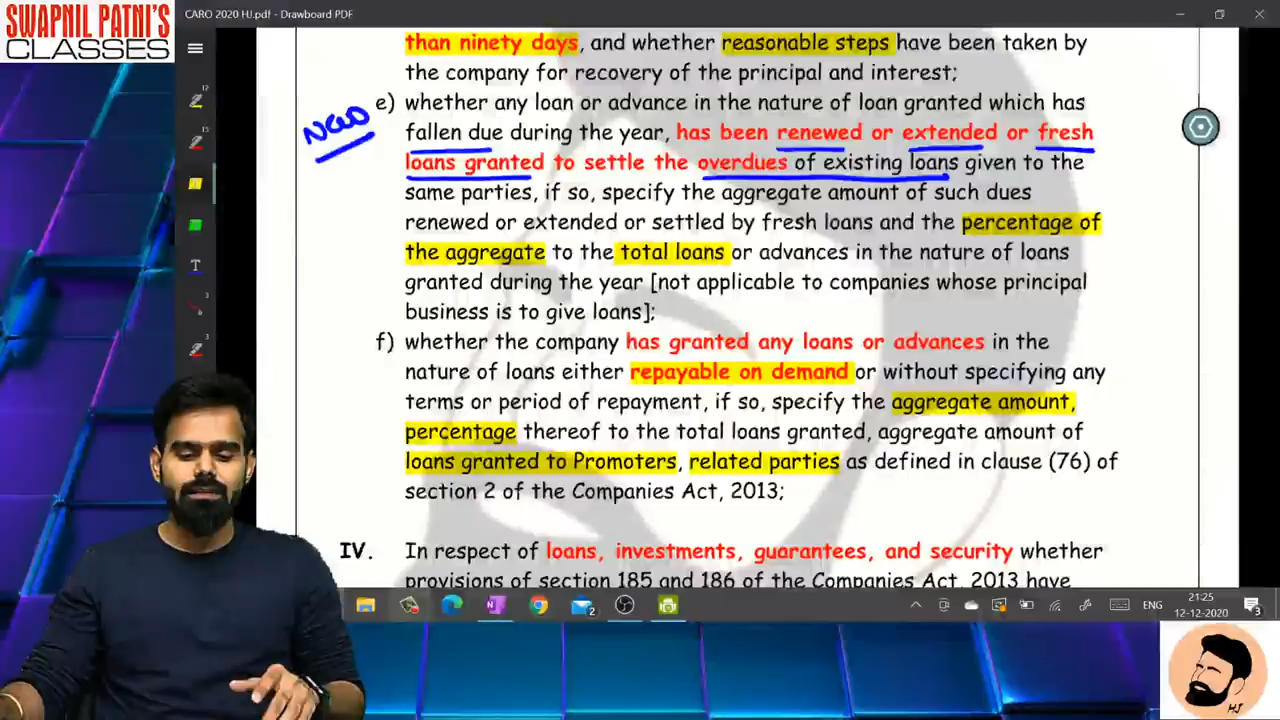 SWAPNIL PATNI'S
CLASSES
CARO 2020 HJ.pdf - Drawboard PDF
than ninety days, and whether reasonable steps have been taken by
the company for recovery of the principal and interest;
New
e) whether any loan or advance in the nature of loan granted which has
fallen due during the year, has been renewed or extended or fresh
loans granted to settle the overdues of existing loans given to the
same parties, if so, specify the aggregate amount of such dues
renewed or extended or settled by fresh loans and the percentage of
the aggregate to the total loans or advances in the nature of loans
granted during the year [not applicable to companies whose principal
business is to give loans];
f) whether the company has granted any loans or advances in the
nature of loans either repayable on demand or without specifying any
terms or period of repayment, if so, specify the aggregate amount,
percentage thereof to the total loans granted, aggregate amount of
loans granted to Promoters, related parties as defined in clause (76) of
section 2 of the Companies Act, 2013;
IV. In respect of loans, investments, guarantees, and security whether
provisions of section 185 and 186 of the Companies Act, 2013 have
12
15
T
3
6
3
2
ENG
21:25
12-12-2020
3
HJ